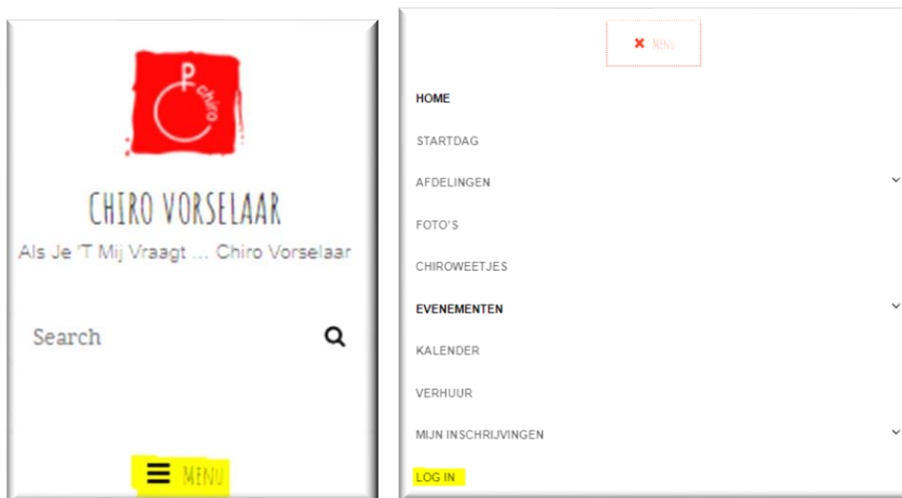 chiro
CHIRO VORSELAAR
Als Je 'T Mij Vraagt ... Chiro Vorselaar
Search
MENU
MENU
HOME
STARTDAG
AFDELINGEN
FOTO'S
CHIROWEETJES
EVENEMENTEN
KALENDER
VERHUUR
MIJN INSCHRIJVINGEN
LOG IN